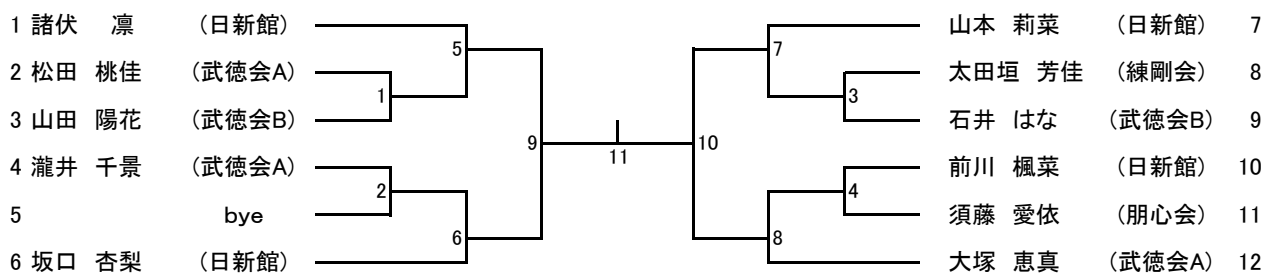 1 諸伏 凛 (日新館)
2 松田 桃佳 (武徳会A)
3 山田 陽花 (武徳会B)
4 瀧井 千景 (武徳会A)
5 bye
6 坂口 杏梨 (日新館)
5
1
2
6
9
11
10
7
3
4
8
山本 莉菜 (日新館) 7
太田垣 芳佳 (練剛会) 8
石井 はな (武徳会B) 9
前川 楓菜 (日新館) 10
須藤 愛依 (朋心会) 11
大塚 恵真 (武徳会A) 12